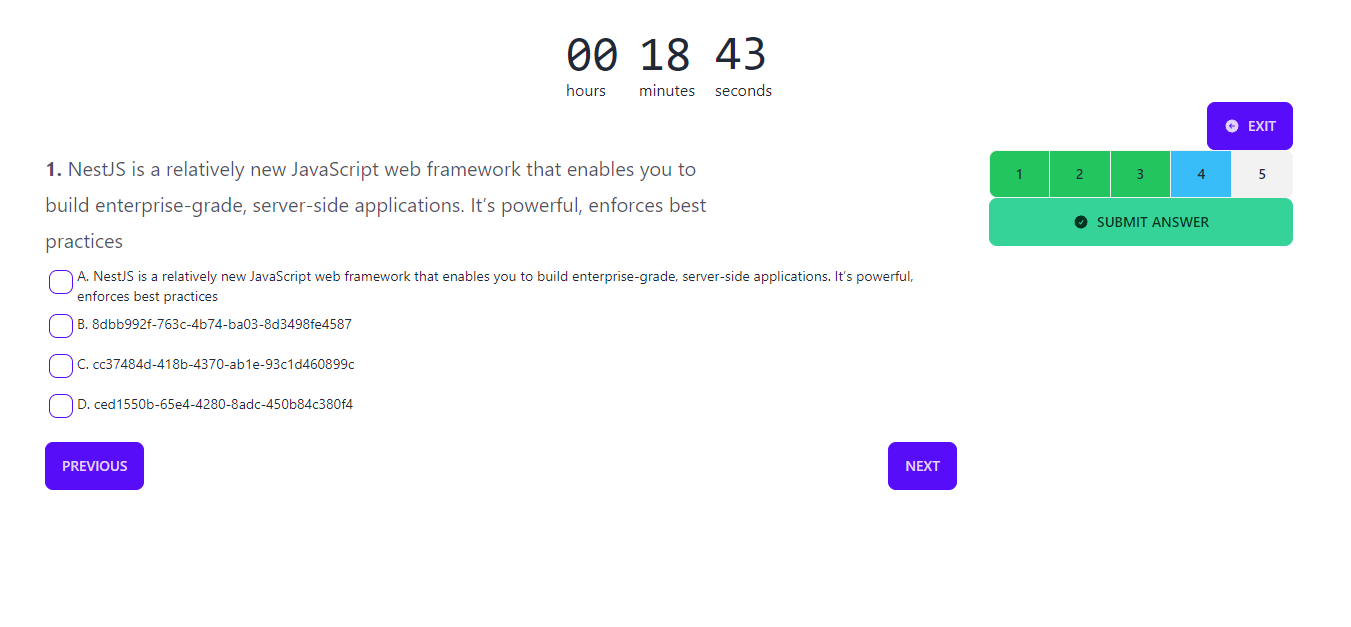 00 18 43
hours minutes seconds
EXIT
1. NestJS is a relatively new JavaScript web framework that enables you to
build enterprise-grade, server-side applications. It’s powerful, enforces best
practices
1 2 3 4 5
SUBMIT ANSWER
A. NestJS is a relatively new JavaScript web framework that enables you to build enterprise-grade, server-side applications. It’s powerful,
enforces best practices
B. 8dbb992f-763c-4b74-ba03-8d3498fe4587
C. cc37484d-418b-4370-ab1e-93c1d460899c
D. ced1550b-65e4-4280-8adc-450b84c380f4
PREVIOUS NEXT